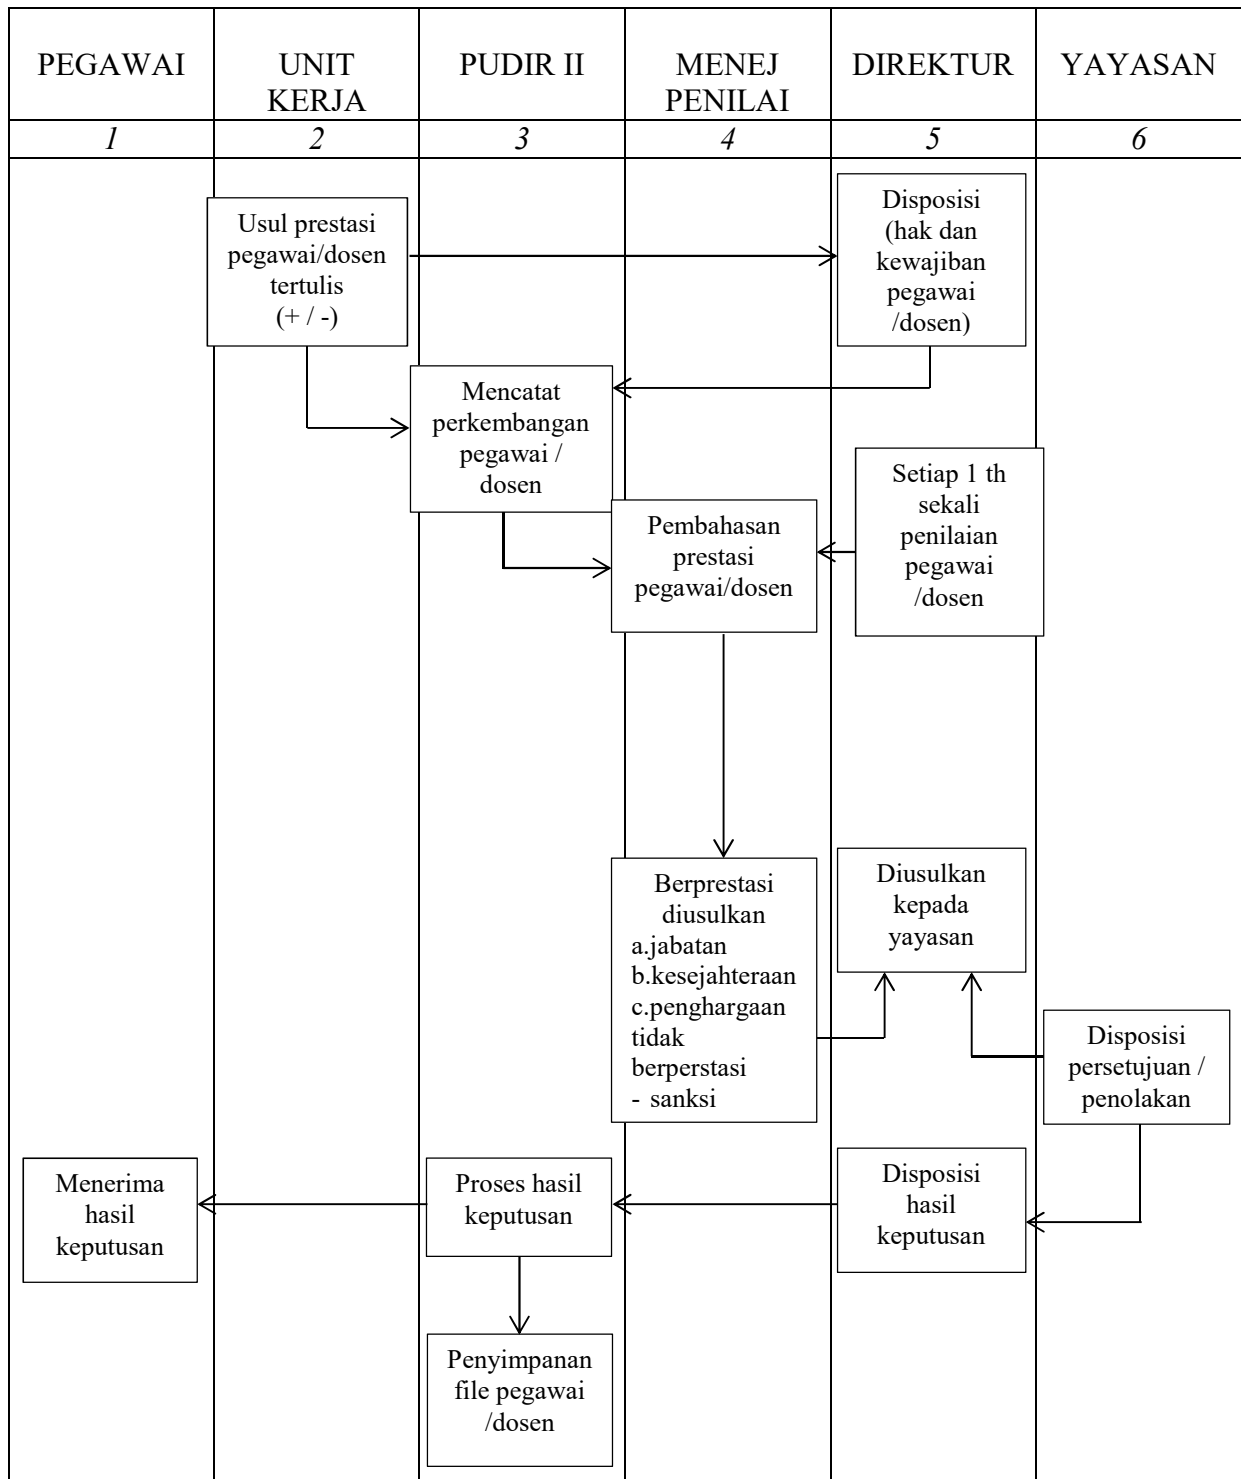 PEGAWAI
UNIT
KERJA
PUDIR II
MENEJ
PENILAI
DIREKTUR
YAYASAN
1
2
3
4
5
6
Usul prestasi
pegawai/dosen
tertulis
(+ / -)
Disposisi
(hak dan
kewajiban
pegawai
/dosen)
Mencatat
perkembangan
pegawai /
dosen
Setiap 1 th
sekali
penilaian
pegawai
/dosen
Pembahasan
prestasi
pegawai/dosen
Berprestasi
diusulkan
a.jabatan
b.kesejahteraan
c.penghargaan
tidak
berperstasi
- sanksi
Diusulkan
kepada
yayasan
Disposisi
persetujuan /
penolakan
Menerima
hasil
keputusan
Proses hasil
keputusan
Disposisi
hasil
keputusan
Penyimpanan
file pegawai
/dosen